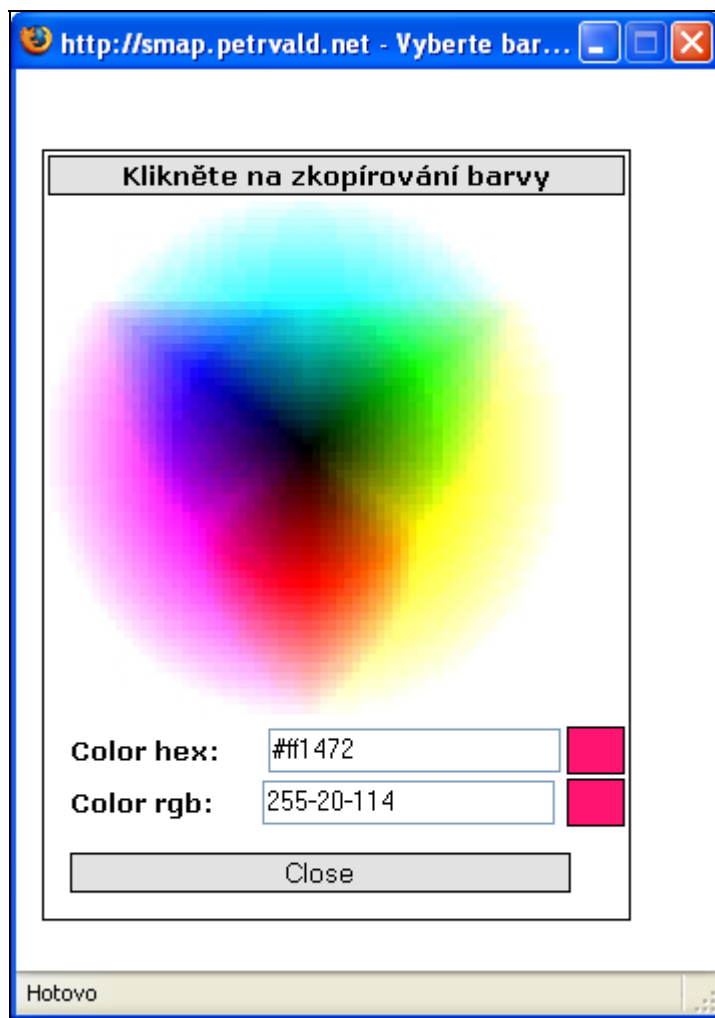 http://smap.petrvald.net - Vyberte bar...
Klikněte na zkopírování barvy
Color hex: #ff1472
Color rgb: 255-20-114
Close
Hotovo